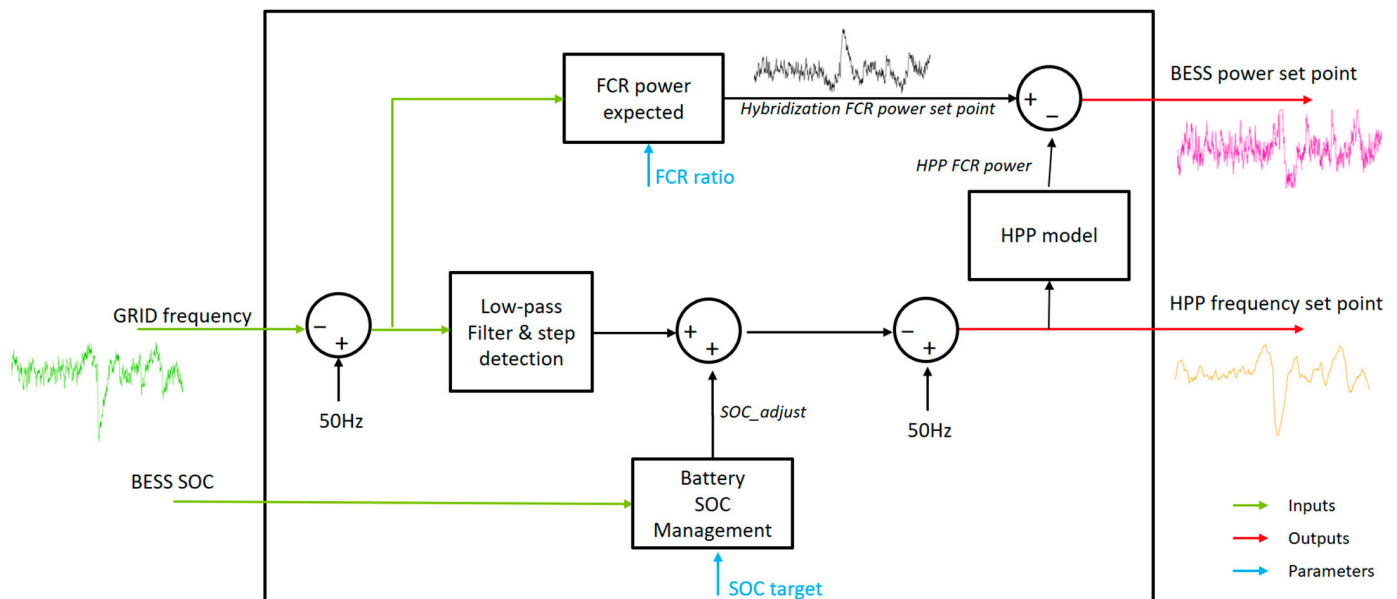 FCR power
expected
FCR ratio
Hybridization FCR power set point
+
−
BESS power set point
HPP FCR power
HPP model
GRID frequency
−
+
50Hz
Low-pass
Filter & step
detection
+
+
SOC_adjust
−
+
50Hz
HPP frequency set point
BESS SOC
Battery
SOC
Management
SOC target
Inputs
Outputs
Parameters